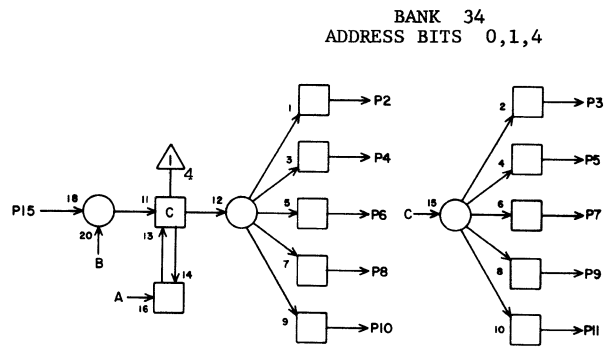 BANK 34
ADDRESS BITS 0,1,4
1 P2
2 P3
3 P4
4 P5
1 4
P15 18 11 C 12 5 P6
C 15 6 P7
20 13
B
7 P8
8 P9
14
A 16
9 P10
10 P11